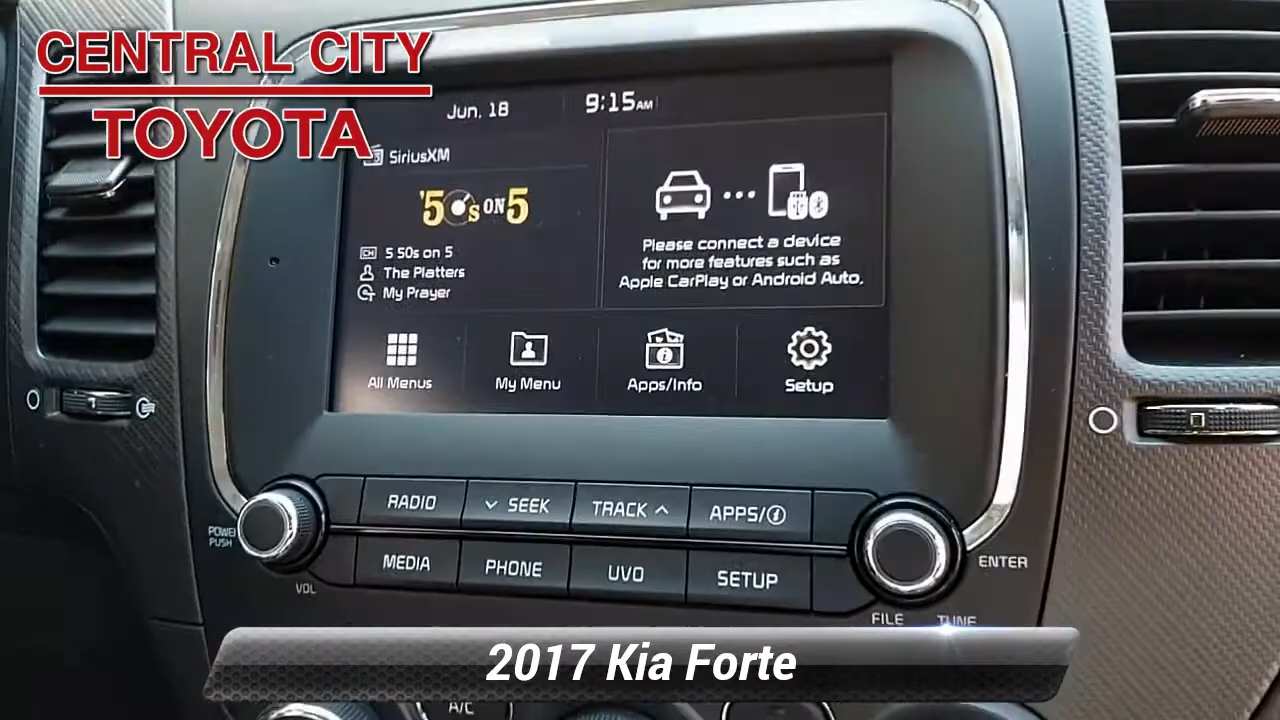 CENTRAL CITY
TOYOTA
Jun. 18
9:15AM
SiriusXM
'50s ON 5
CH 5 50s on 5
The Platters
My Prayer
Please connect a device
for more features such as
Apple CarPlay or Android Auto.
All Menus
My Menu
Apps/Info
Setup
RADIO
SEEK
TRACK
APPS/i
POWER
PUSH
VOL
MEDIA
PHONE
UVO
SETUP
ENTER
FILE
TUNE
2017 Kia Forte
A/C